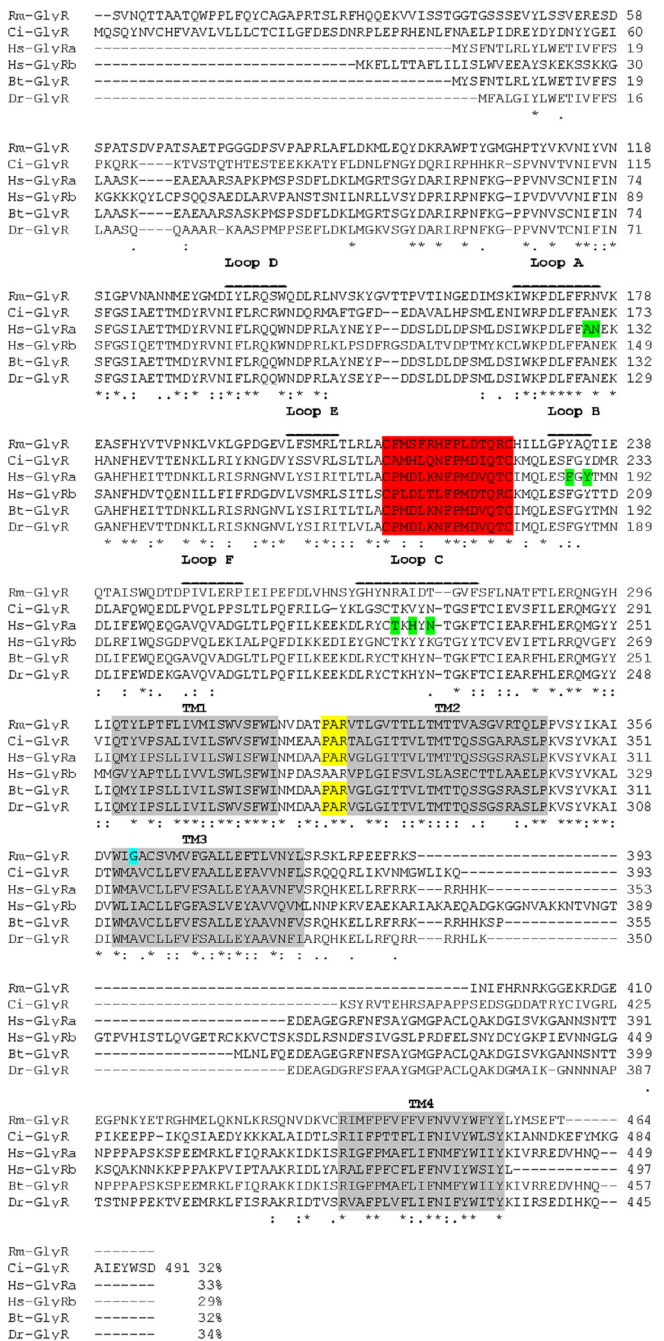 Rm-GlyR --SVNQTTAATQWPPLFQYCAGAPRTSLRFHQQEKVVISSTGGTGSSSEVYLSSVERESD 58
Ci-GlyR MQSQYNVCHFVAVLVLLLCTCILGFDESDNRPLEPRHENLFNAELDPIREYDYDYNYGEI 60
Hs-GlyRa -----------------------------------------MYSFNTLRLYLWETIVFFS 19
Hs-GlyRb ------------------------------MKFLLTTAFLILISLWVEEAYSKEKSSKKG 30
Bt-GlyR -----------------------------------------MYSFNTLRLYLWETIVFFS 19
Dr-GlyR --------------------------------------------MFALGIYLWETIVFFS 16
* .
Rm-GlyR SPATSDVPATSAETPGGGDPSVPAPRLAFLDKMLEQYDKRAWPTYGMGHPTYVKVNIYVN 118
Ci-GlyR PKQRK----KTVSTQTHTESTEEKKATYFLDNLFNGYDQRIRPHHKR-SPVNVTVNIFVN 115
Hs-GlyRa LAASK----EAEAARSAPKPMSPSDFLDKLMGRTSGYDARIRPNFKG-PPVNVSCNIFIN 74
Hs-GlyRb KGKKKQYLCPSQQSAEDLARVPANSTSNILNRLLVSYDPRIRPNFKG-IPVDVVVNIFIN 89
Bt-GlyR LAASK----EAEAARSASKPMSPSDFLDKLMGRTSGYDARIRPNFKG-PPVNVSCNIFIN 74
Dr-GlyR LAASQ----QAAAR-KAASPMPPSEFLDKLMGKVSGYDARIRPNFKG-PPVNVTCNIFIN 71
. : * ** * * . *. * **::*
Loop D Loop A
Rm-GlyR SIGPVNANNMEYGMDIYLRQSWQDLRLNVSKYGVTTPVTINGEDIMSKIWKPDLFFRNVK 178
Ci-GlyR SFGSIAETTMDYRVNIFLRCRWNDQRMAFTGFD--EDAVALHPSMLENIWKPDLFFANEK 173
Hs-GlyRa SFGSIAETTMDYRVNIFLRQQWNDPRLAYNEYP--DDSLDLDPSMLDSIWKPDLFFANEK 132
Hs-GlyRb SFGSIQETTMDYRVNIFLRQKWNDPRLKLPSDFRGSDALTVDPTMYKCLWKPDLFFANEK 149
Bt-GlyR SFGSIAETTMDYRVNIFLRQQWNDPRLAYNEYP--DDSLDLDPSMLDSIWKPDLFFANEK 132
Dr-GlyR SFGSIAETTMDYRVNIFLRQQWNDPRLAYSEYP--DDSLDLDPSMLDSIWKPDLFFANEK 129
*:*.: ..*:* ::*:** *:* *: : : . :******* * *
Loop E Loop B
Rm-GlyR EASFHYVTVPNKLVKLGPDGEVLFSMRLTLRLACFMSFRHFPLDTQRCHILLGPYAQTIE 238
Ci-GlyR HANFHEVTTENKLLRIYKNGDVYSSVRLSLTLACAMHLQNFPMDIQTCKMQLESFGYDMR 233
Hs-GlyRa GAHFHEITTDNKLLRISRNGNVLYSIRITLTLACPMDLKNFPMDVQTCIMQLESFGYTMN 192
Hs-GlyRb SANFHDVTQENILLFIFRDGDVLVSMRLSITLSCPLDLTLFPMDTQRCKMQLESFGYTTD 209
Bt-GlyR GAHFHEITTDNKLLRISRNGNVLYSIRITLTLACPMDLKNFPMDVQTCIMQLESFGYTMN 192
Dr-GlyR GANFHEVTTDNKLLRISKNGNVLYSIRITLVLACPMDLKNFPMDVQTCIMQLESFGYTMN 189
* ** :* * *: : :*:* *:*::: *:* : : **:* * * : * .:.
Loop F Loop C
Rm-GlyR QTAISWQDTDPIVLERPIEIPEFDLVHNSYGHYNRAIDT-GVFSFLNATFTLERQNGYH 296
Ci-GlyR DLAFQWQEDLPVQLPPSLTLPQFRILG-YKLGSCTKVYN-TGSFTCIEVSFILERQMGYY 291
Hs-GlyRa DLIFEWQEQGAVQVADGLTLPQFILKEEKDLRYCTKHYN-TGKFTCIEARFHLERQMGYY 251
Hs-GlyRb DLRFIWQSGDPVQLEKIALPQFDIKKEDIEYGNCTKYYKGTGYYTCVEVIFTLRRQVGFY 269
Bt-GlyR DLIFEWQEQGAVQVADGLTLPQFILKEEKDLRYCTKHYN-TGKFTCIEARFHLERQMGYY 251
Dr-GlyR DLIFEWDEKGAVQVADGLTLPQFILKEEKDLRYCTKHYN-TGKFTCIEARFHLERQMGYY 248
: : *: .: : :*:* : . :: :: * *.** *::
TM1 TM2
Rm-GlyR LIQTYLPTFLIVMISWVSFWINVDATPARVTLGVTTLLTMTTVASGVRTQLPPVSYVKAI 356
Ci-GlyR VIQTYVPSALIVILSWVSFWINMEAAPARTALGITTVLTMTTQSSGARASLPKVSYVKAI 351
Hs-GlyRa LIQMYIPSLLIVILSWISFWINMDAAPARVGLGITTVLTMTTQSSGSRASLPKVSYVKAI 311
Hs-GlyRb MMGVYAPTLLIVVLSWLSFWINPDASAARVPLGIFSVLSLASECTTLAAELPKVSYVKAL 329
Bt-GlyR LIQMYIPSLLIVILSWISFWINMDAAPARVGLGITTVLTMTTQSSGSRASLPKVSYVKAI 311
Dr-GlyR LIQMYIPSLLIVILSWVSFWINMDAAPARVGLGITTVLTMTTQSSGSRASLPKVSYVKAI 308
:: * *: ***::**:***** :*:.**. **: ::*:::: .: :.** ******:
TM3
Rm-GlyR DVWIGACSVMVFGALLEFTLVNYLSRSKLRPEEFRKS----------------------- 393
Ci-GlyR DTWMAVCLLFVFAALLEYAAVNFLSRQQQRLIKVNMGWLIKQ------------------ 393
Hs-GlyRa DIWMAVCLLFVFSALLEYAAVNFVSRQHKELLRFRRK----RRHHK-------------- 353
Hs-GlyRb DVWLIACLLFGFASLVEYAVVQVMLNNPKRVEAEKARIAKAEQADGKGGNVAKKNTVNGT 389
Bt-GlyR DIWMAVCLLFVFSALLEYAAVNFVSRQHKELLRFRRK----RRHHKSP------------ 355
Dr-GlyR DIWMAVCLLFVFSALLEYAAVNFIARQHKELLRFQRR----RRHLK-------------- 350
* *: .* :: *.:*:*:: *: : .. .
Rm-GlyR -------------------------------------------INIFHRNRKGGEKRDGE 410
Ci-GlyR ----------------------------KSYRVTEHRSAPAPPSEDSGDDATRYCIVGRL 425
Hs-GlyRa ----------------------EDEAGEGRFNFSAYGMGPACLQAKDGISVKGANNSNTT 391
Hs-GlyRb GTPVHISTLQVGETRCKKVCTSKSDLRSNDFSIVGSLPRDFELSNYDCYGKPIEVNNGLG 449
Bt-GlyR ----------------MLNLFQEDEAGEGRFNFSAYGMGPACLQAKDGISVKGANNSNTT 399
Dr-GlyR ----------------------EDEAGDGRFSFAAYGMGPACLQAKDGMAIK-GNNNNAP 387
.
TM4
Rm-GlyR EGPNKYETRGHMELQKNLKRSQNVDKVCRIMFPFVFFVFNVVYWFYYLYMSEFT------ 464
Ci-GlyR PIKEEPP-IKQSIAEDYKKKALAIDTLSRIIFPTTFLIFNIVYWLSYKIANNDKEFYMKG 484
Hs-GlyRa NPPPAPSKSPEEMRKLFIQRAKKIDKISRIGFPMAFLIFNMFYWIIYKIVRREDVHNQ-- 449
Hs-GlyRb KSQAKNNKKPPPAKPVIPTAAKRIDLYARALFPFCFLFFNVIYWSIYL------------ 497
Bt-GlyR NPPPAPSKSPEEMRKLFIQRAKKIDKISRIGFPMAFLIFNMFYWIIYKIVRREDVHNQ-- 457
Dr-GlyR TSTNPPEKTVEEMRKLFISRAKRIDTVSRVAFPLVFLIFNIFYWITYKIIRSEDIHKQ-- 445
: :* * ** *:.**:.** *
Rm-GlyR -------
Ci-GlyR AIEYWSD 491 32%
Hs-GlyRa ------- 33%
Hs-GlyRb ------- 29%
Bt-GlyR ------- 32%
Dr-GlyR ------- 34%